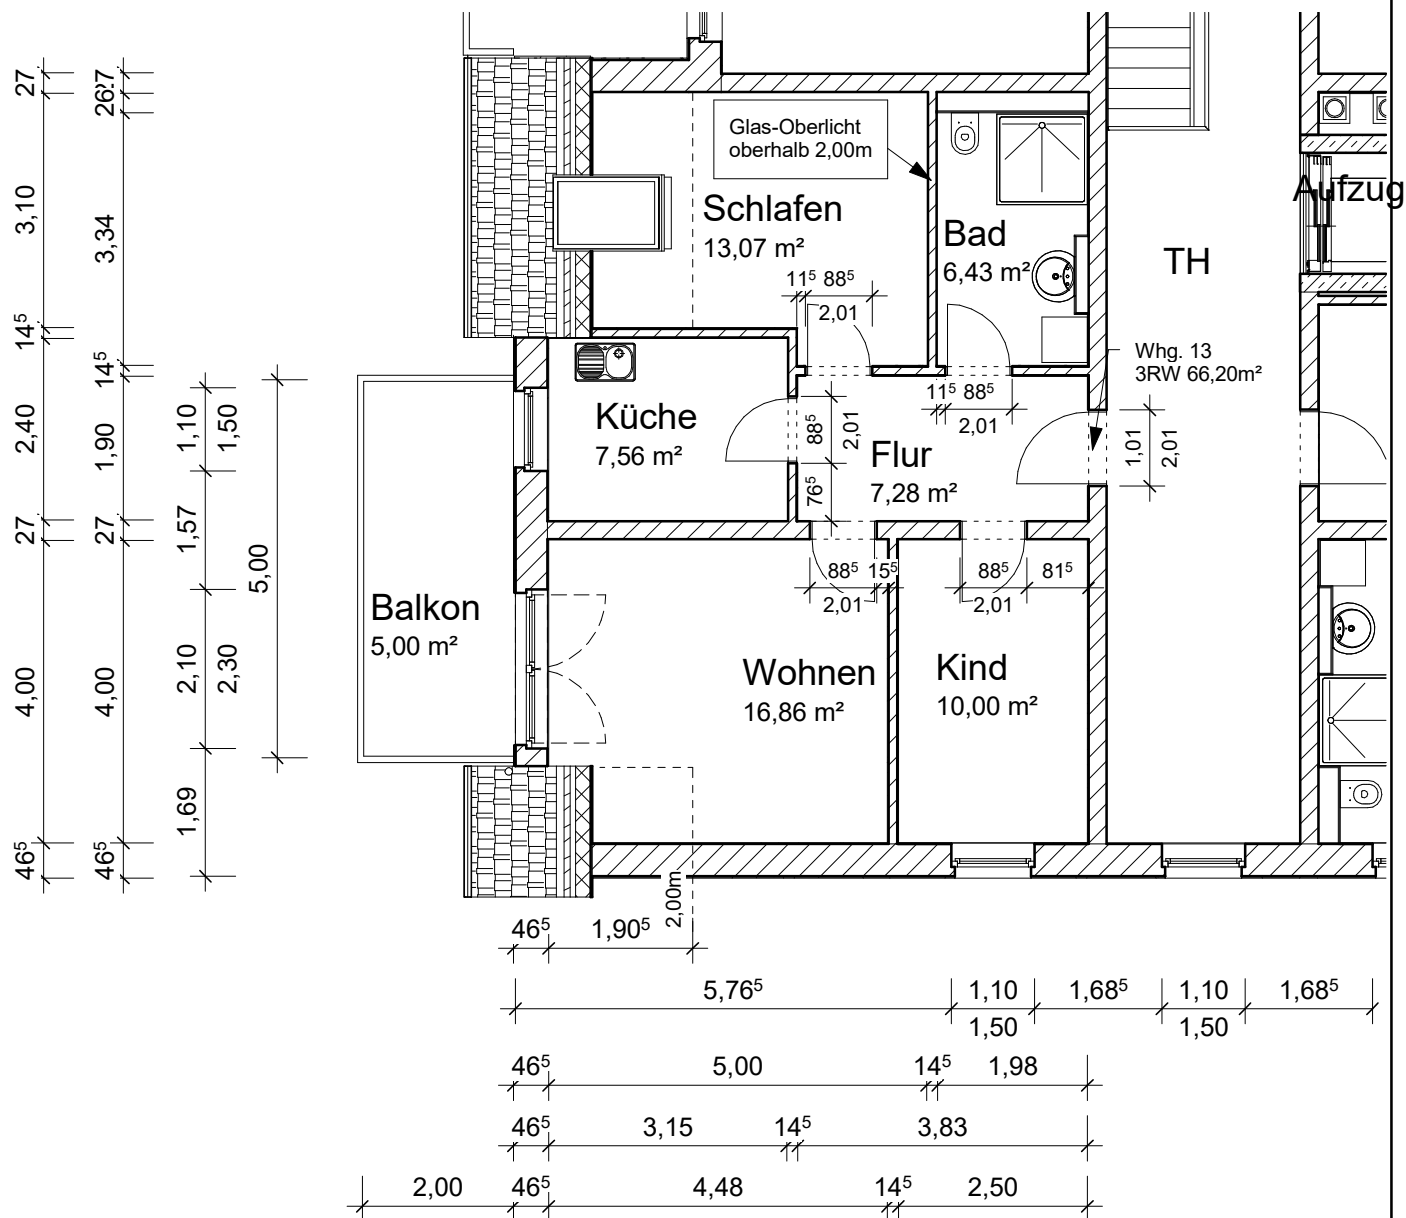 Glas-Oberlicht
oberhalb 2,00m
Schlafen
13,07 m²
Bad
6,43 m²
TH
Aufzug
11⁵ 88⁵
2,01
Whg. 13
3RW 66,20m²
Küche
7,56 m²
88⁵
2,01
76⁵
Flur
7,28 m²
11⁵ 88⁵
2,01
1,01
2,01
Balkon
5,00 m²
88⁵ 15⁵
2,01
88⁵ 81⁵
2,01
Wohnen
16,86 m²
Kind
10,00 m²
2,00m
27
3,10
14⁵
2,40
27
4,00
46⁵
27
26
3,34
14⁵
1,90
27
4,00
46⁵
1,10
1,50
1,57
2,10
2,30
1,69
5,00
46⁵ 1,90⁵
5,76⁵ 1,10 1,68⁵ 1,10 1,68⁵
1,50 1,50
46⁵ 5,00 14⁵ 1,98
46⁵ 3,15 14⁵ 3,83
2,00 46⁵ 4,48 14⁵ 2,50